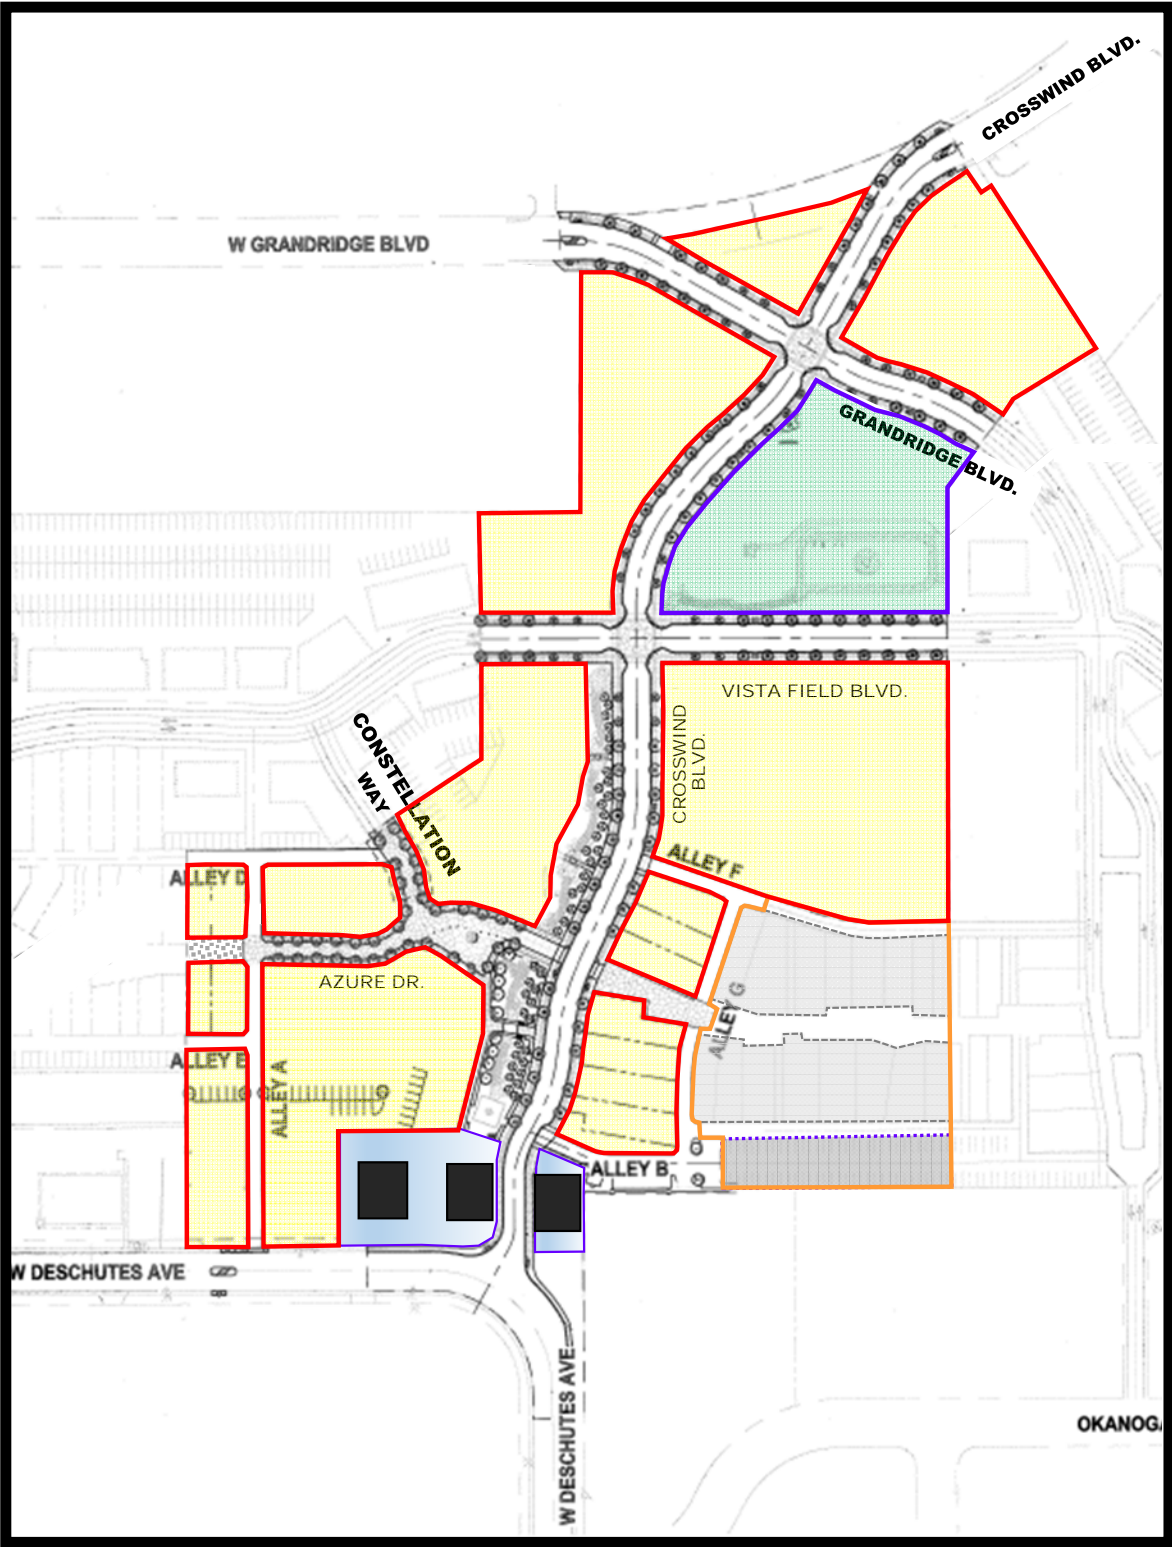 CROSSWIND BLVD.
W GRANDRIDGE BLVD
GRANDRIDGE BLVD.
VISTA FIELD BLVD.
CROSSWIND
BLVD.
CONSTELLATION
WAY
ALLEY F
ALLEY D
AZURE DR.
ALLEY G
ALLEY E
ALLEY A
ALLEY B
W DESCHUTES AVE
W DESCHUTES AVE
OKANOGA